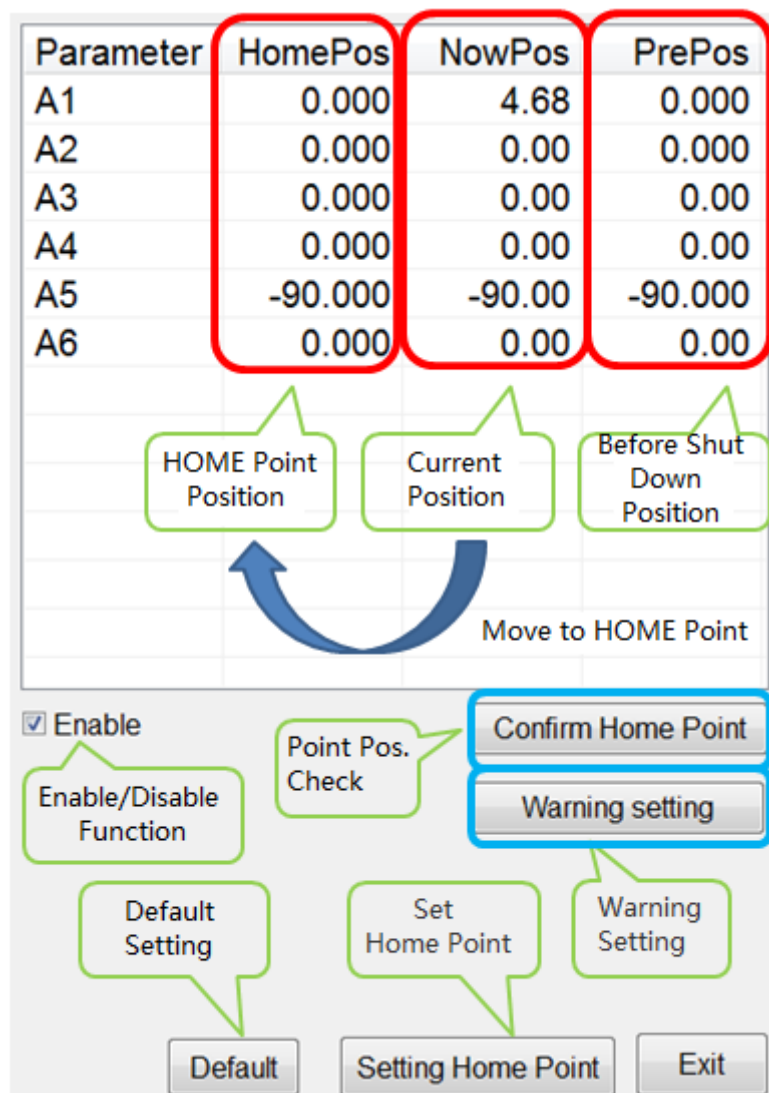 Parameter HomePos NowPos PrePos
A1 0.000 4.68 0.000
A2 0.000 0.00 0.000
A3 0.000 0.00 0.00
A4 0.000 0.00 0.00
A5 -90.000 -90.00 -90.000
A6 0.000 0.00 0.00
HOME Point
Position
Current
Position
Before Shut
Down
Position
Move to HOME Point
Enable
Enable/Disable
Function
Point Pos.
Check
Confirm Home Point
Warning setting
Default
Setting
Set
Home Point
Warning
Setting
Default
Setting Home Point
Exit